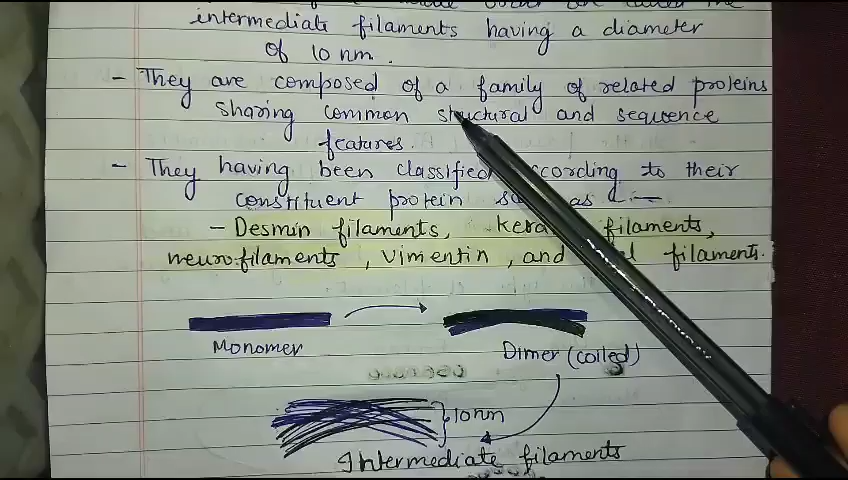 intermediate filaments having a diameter
of 10 nm.
- They are composed of a family of related proteins
sharing common structural and sequence
features.
- They having been classified according to their
constituent protein as :-
- Desmin filaments, filaments,
neurofilaments, vimentin, and filaments.
Monomer
Dimer (coiled)
10nm
Intermediate filaments